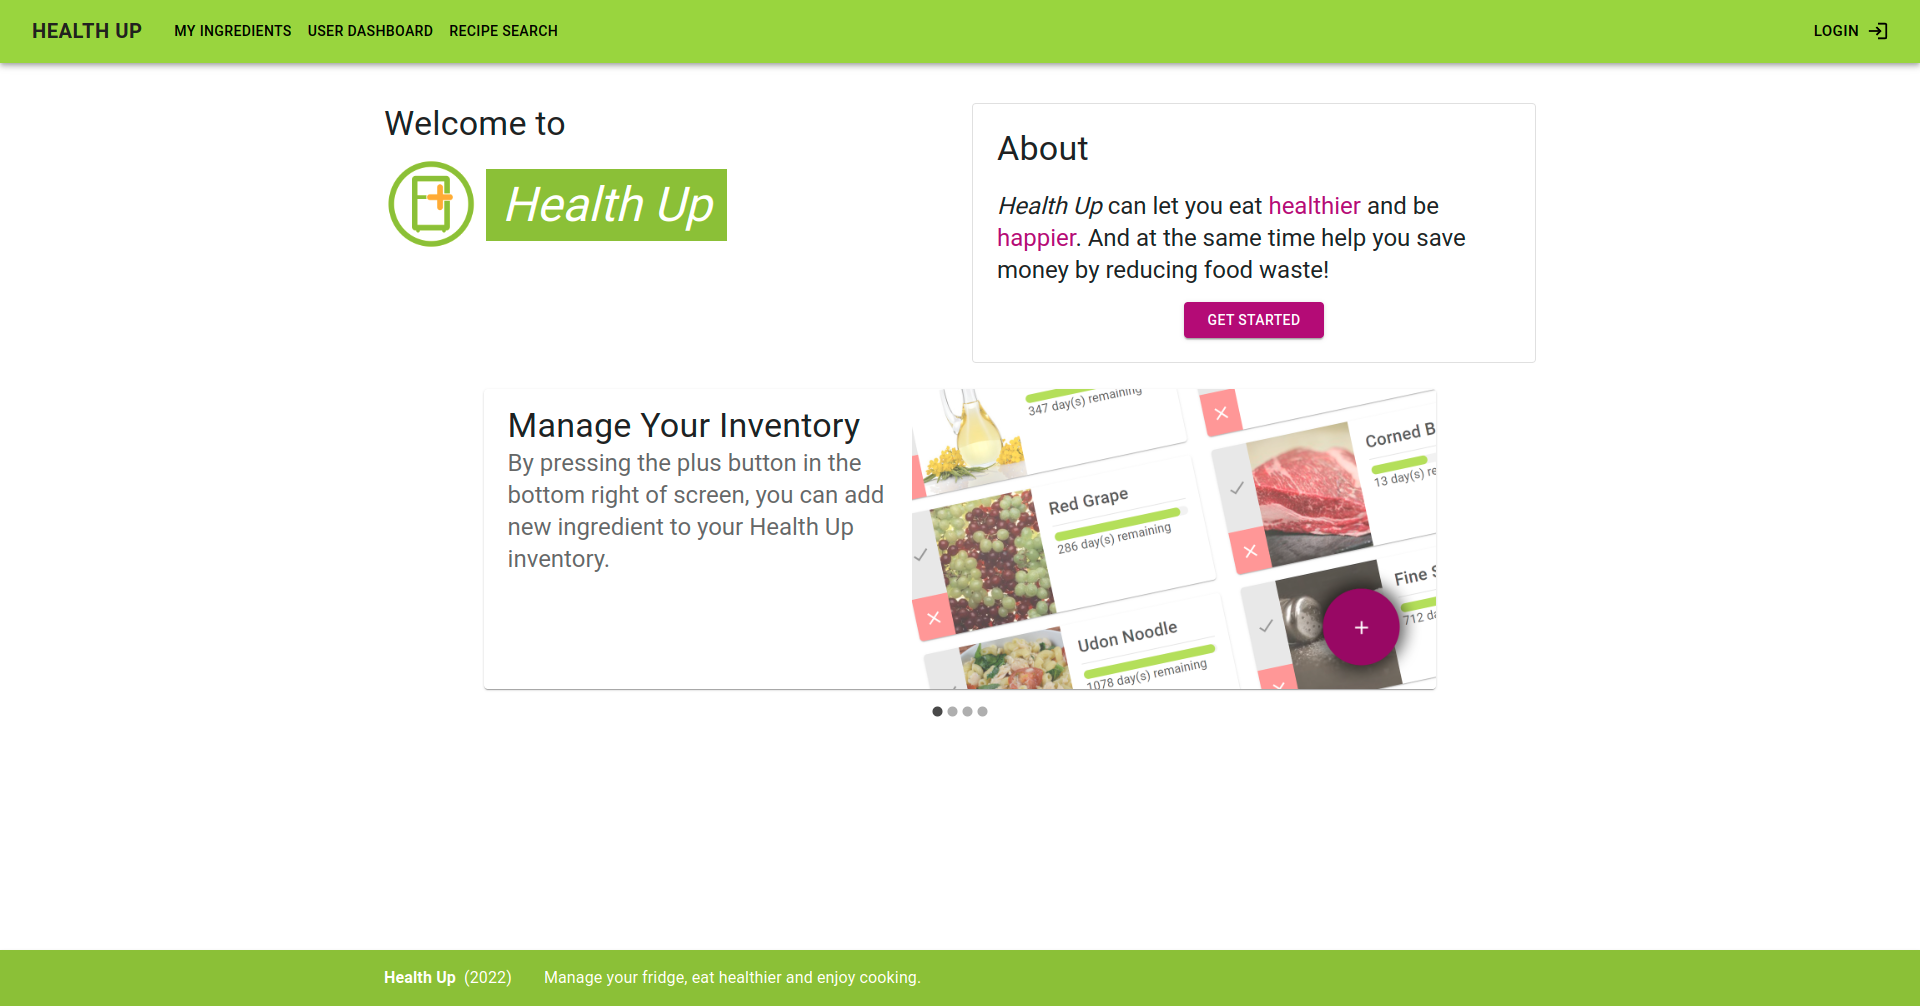 HEALTH UP
MY INGREDIENTS
USER DASHBOARD
RECIPE SEARCH
LOGIN
Welcome to
Health Up
About
Health Up can let you eat healthier and be
happier. And at the same time help you save
money by reducing food waste!
GET STARTED
Manage Your Inventory
By pressing the plus button in the
bottom right of screen, you can add
new ingredient to your Health Up
inventory.
347 day(s) remaining
Red Grape
286 day(s) remaining
Udon Noodle
1078 day(s) remaining
Corned B
13 day(s) re
Fine S
712 da
Health Up (2022)
Manage your fridge, eat healthier and enjoy cooking.